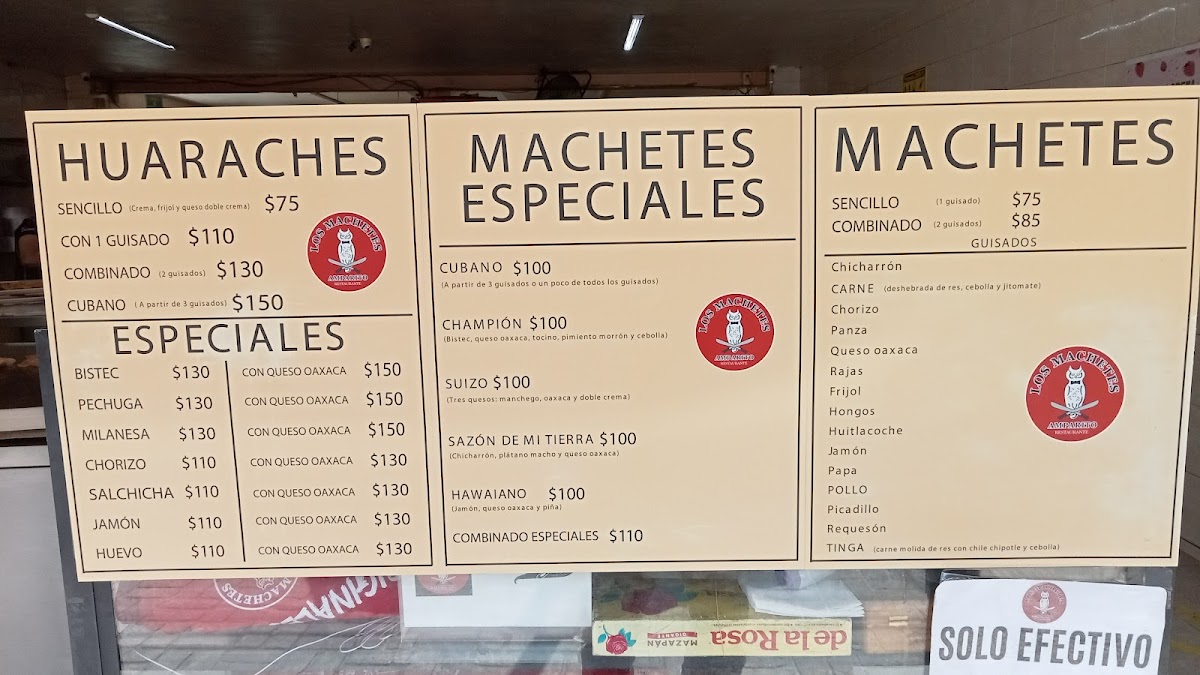 HUARACHES
SENCILLO (Crema, frijol y queso doble crema) $75
CON 1 GUISADO $110
COMBINADO (2 guisados) $130
CUBANO (A partir de 3 guisados) $150
LOS MACHETES
AMPARITO
RESTAURANTE
ESPECIALES
BISTEC $130 CON QUESO OAXACA $150
PECHUGA $130 CON QUESO OAXACA $150
MILANESA $130 CON QUESO OAXACA $150
CHORIZO $110 CON QUESO OAXACA $130
SALCHICHA $110 CON QUESO OAXACA $130
JAMÓN $110 CON QUESO OAXACA $130
HUEVO $110 CON QUESO OAXACA $130
MACHETES
ESPECIALES
CUBANO $100
(A partir de 3 guisados o un poco de todos los guisados)
CHAMPIÓN $100
(Bistec, queso oaxaca, tocino, pimiento morrón y cebolla)
SUIZO $100
(Tres quesos: manchego, oaxaca y doble crema)
SAZÓN DE MI TIERRA $100
(Chicharrón, plátano macho y queso oaxaca)
HAWAIANO $100
(Jamón, queso oaxaca y piña)
COMBINADO ESPECIALES $110
LOS MACHETES
AMPARITO
RESTAURANTE
MACHETES
SENCILLO (1 guisado) $75
COMBINADO (2 guisados) $85
GUISADOS
Chicharrón
CARNE (deshebrada de res, cebolla y jitomate)
Chorizo
Panza
Queso oaxaca
Rajas
Frijol
Hongos
Huitlacoche
Jamón
Papa
POLLO
Picadillo
Requesón
TINGA (carne molida de res con chile chipotle y cebolla)
LOS MACHETES
AMPARITO
RESTAURANTE
MACHETES
MAZAPÁN
GIGANTE
de la Rosa
SOLO EFECTIVO